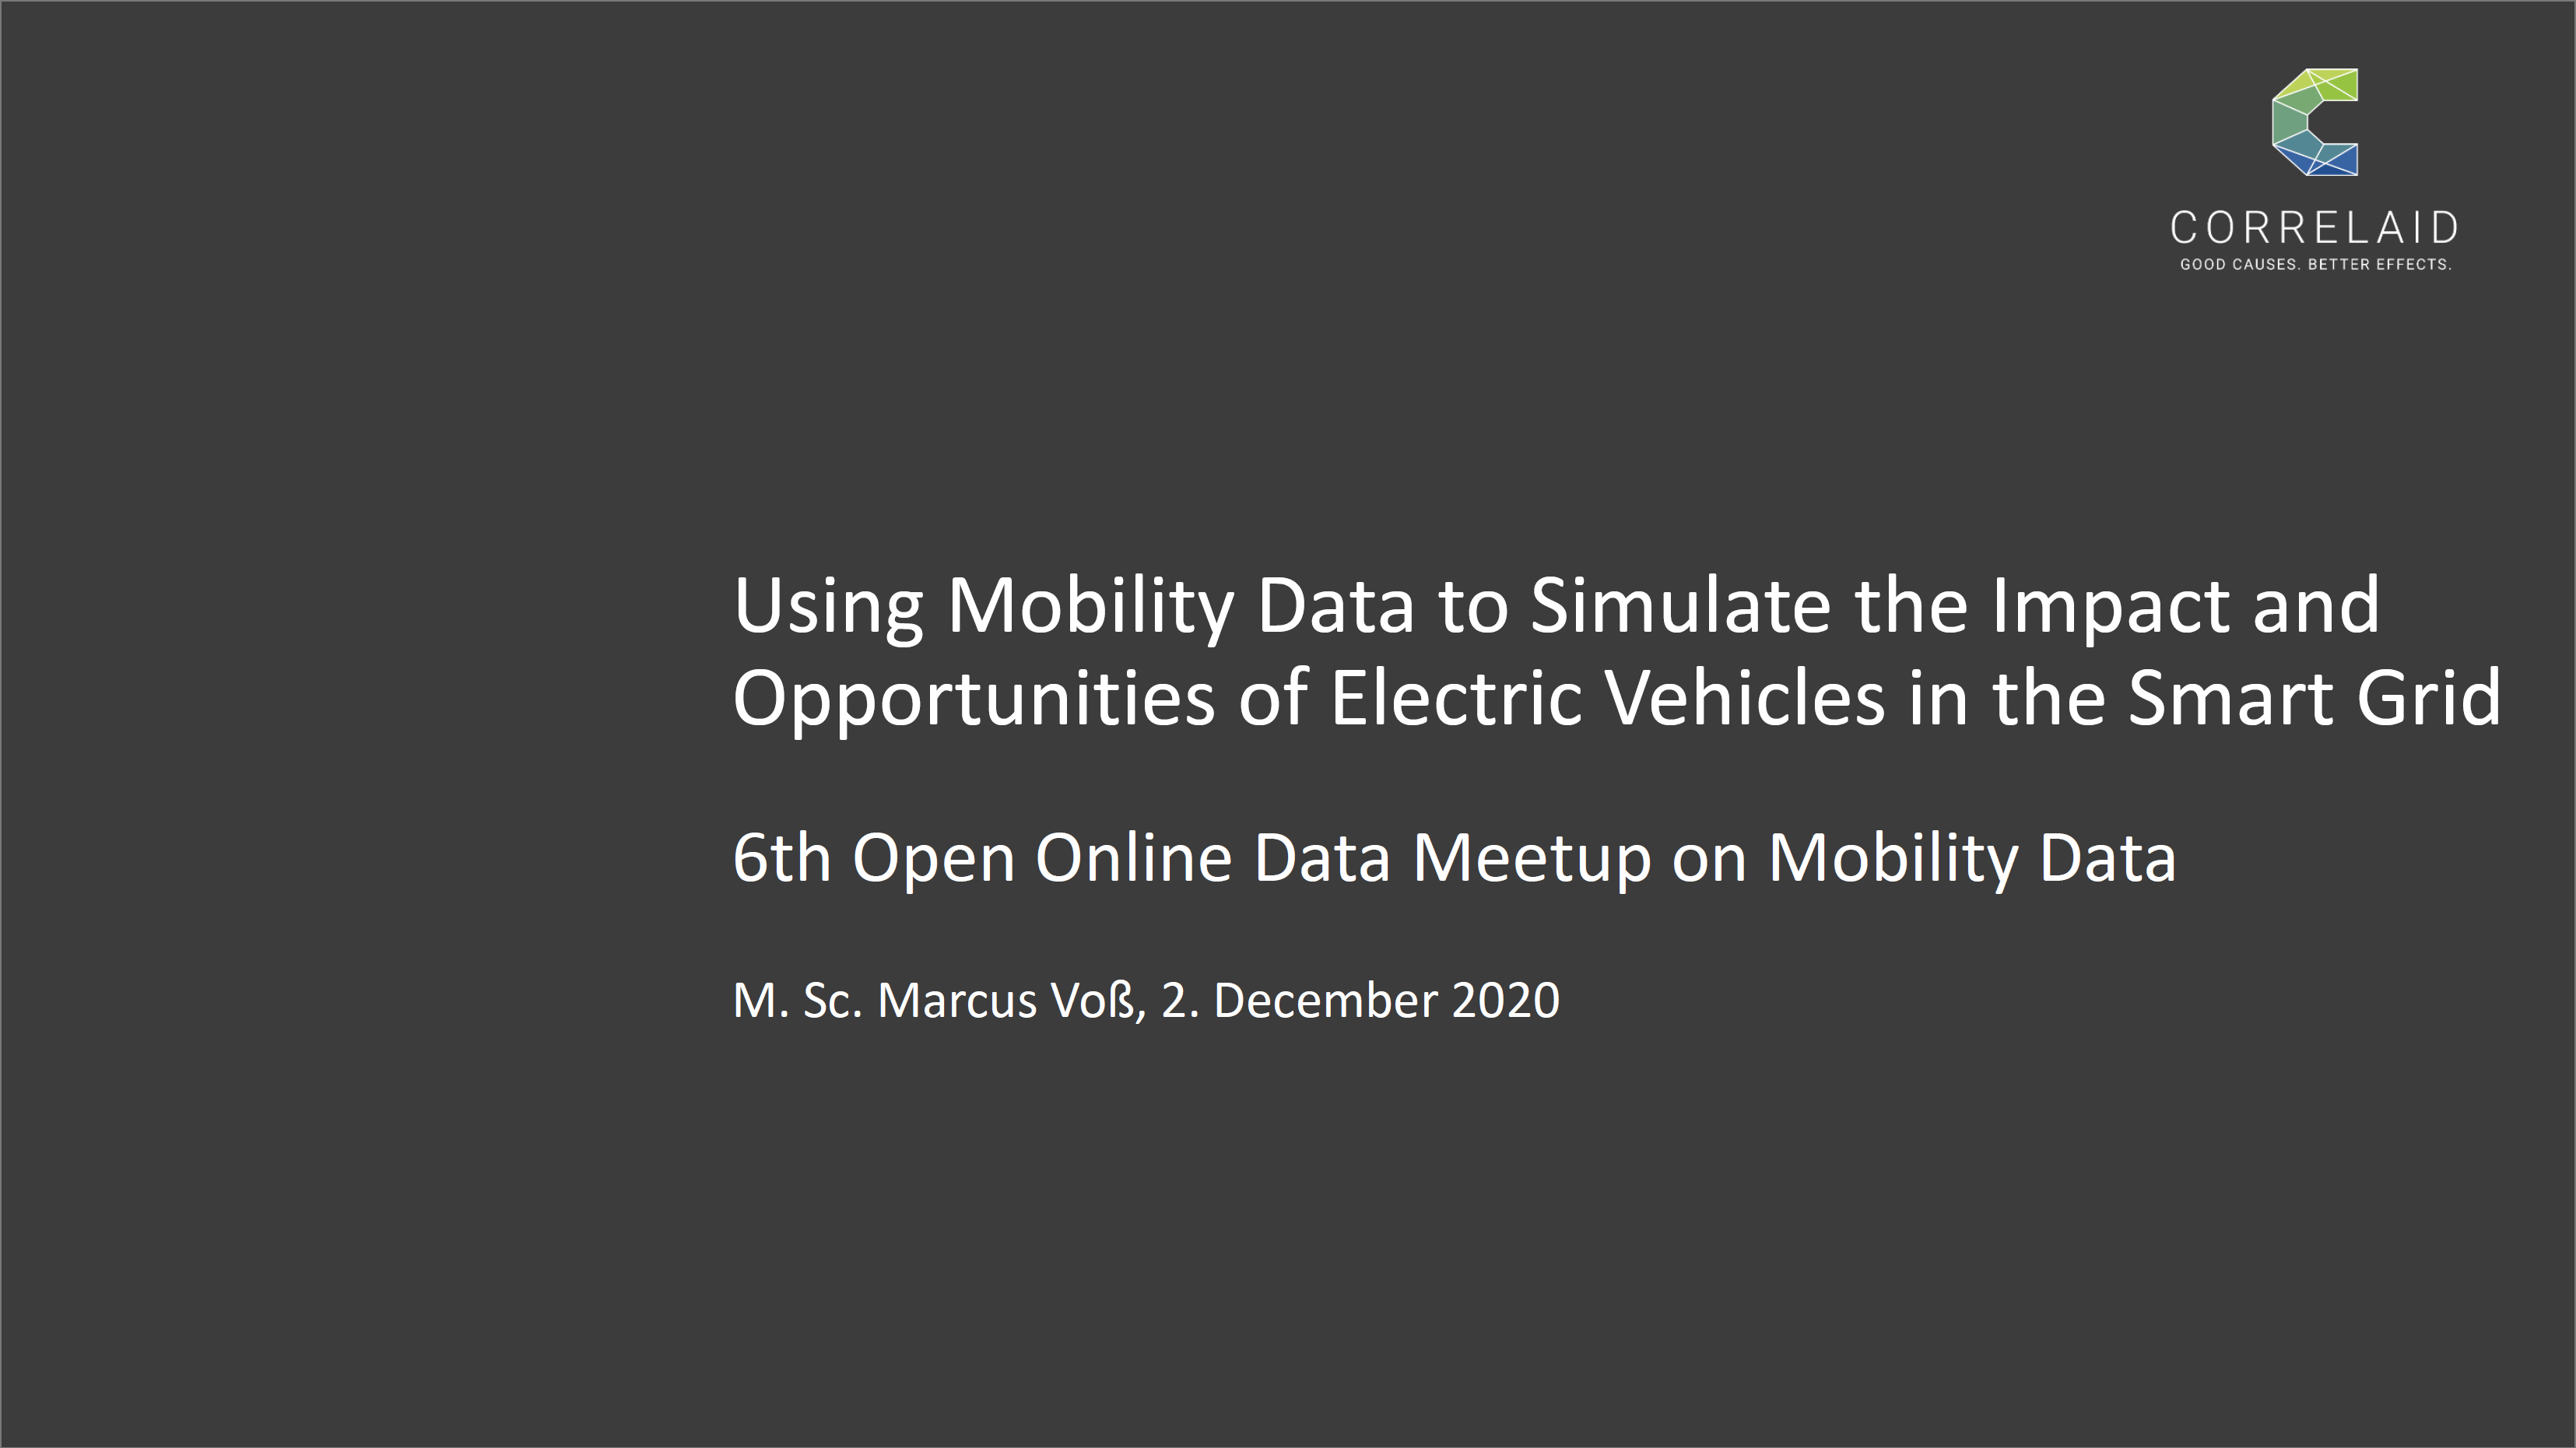 CORRELAID
GOOD CAUSES. BETTER EFFECTS.
Using Mobility Data to Simulate the Impact and
Opportunities of Electric Vehicles in the Smart Grid
6th Open Online Data Meetup on Mobility Data
M. Sc. Marcus Voß, 2. December 2020